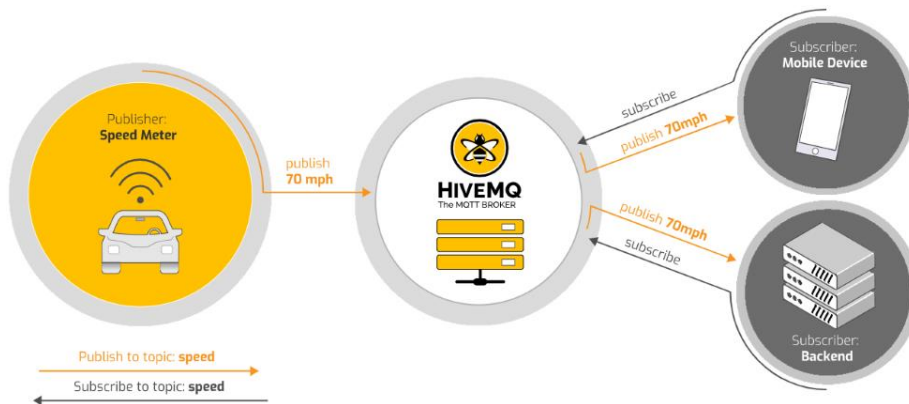 Publisher:
Speed Meter
publish
70 mph
HIVEMQ
The MQTT BROKER
subscribe
publish 70mph
Subscriber:
Mobile Device
publish 70mph
subscribe
Subscriber:
Backend
Publish to topic: speed
Subscribe to topic: speed